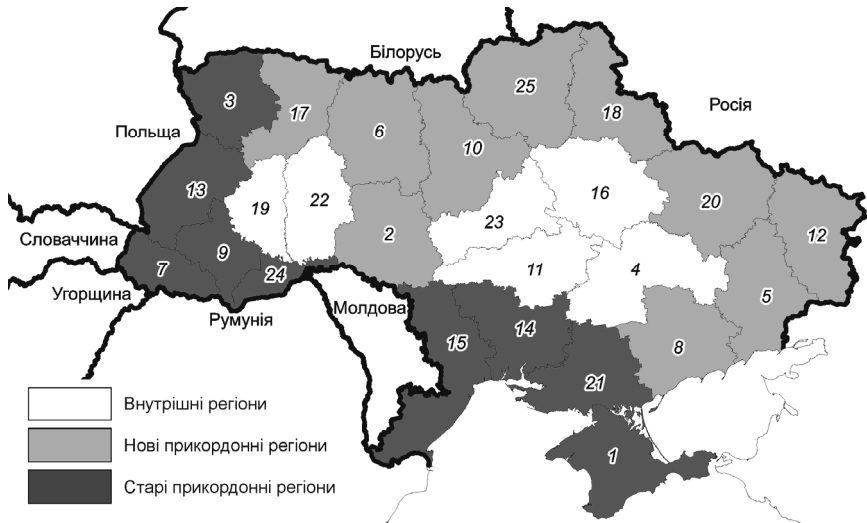 Білорусь
3
17
25
18
Росія
Польща
6
10
13
16
20
19
22
23
2
12
Словаччина
9
11
4
7
24
5
Угорщина
Румунія
Молдова
15
14
8
21
Внутрішні регіони
Нові прикордонні регіони
1
Старі прикордонні регіони